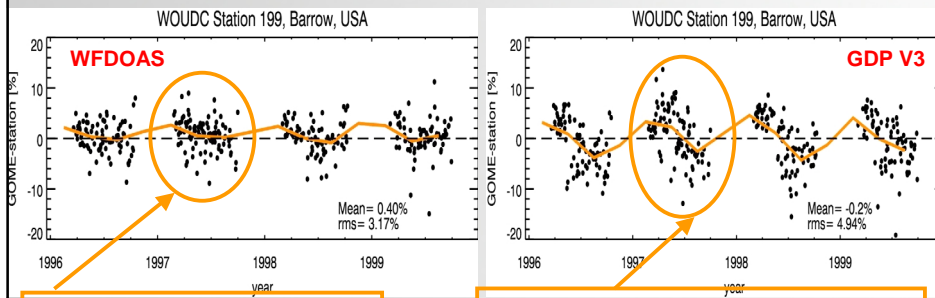 WOUDC Station 199, Barrow, USA
20
10
0
-10
-20
GOME-station [%]
WFDOAS
Mean= 0.40%
rms= 3.17%
1996
1997
1998
1999
year
WOUDC Station 199, Barrow, USA
20
10
0
-10
-20
GOME-station [%]
GDP V3
Mean= -0.2%
rms= 4.94%
1996
1997
1998
1999
year